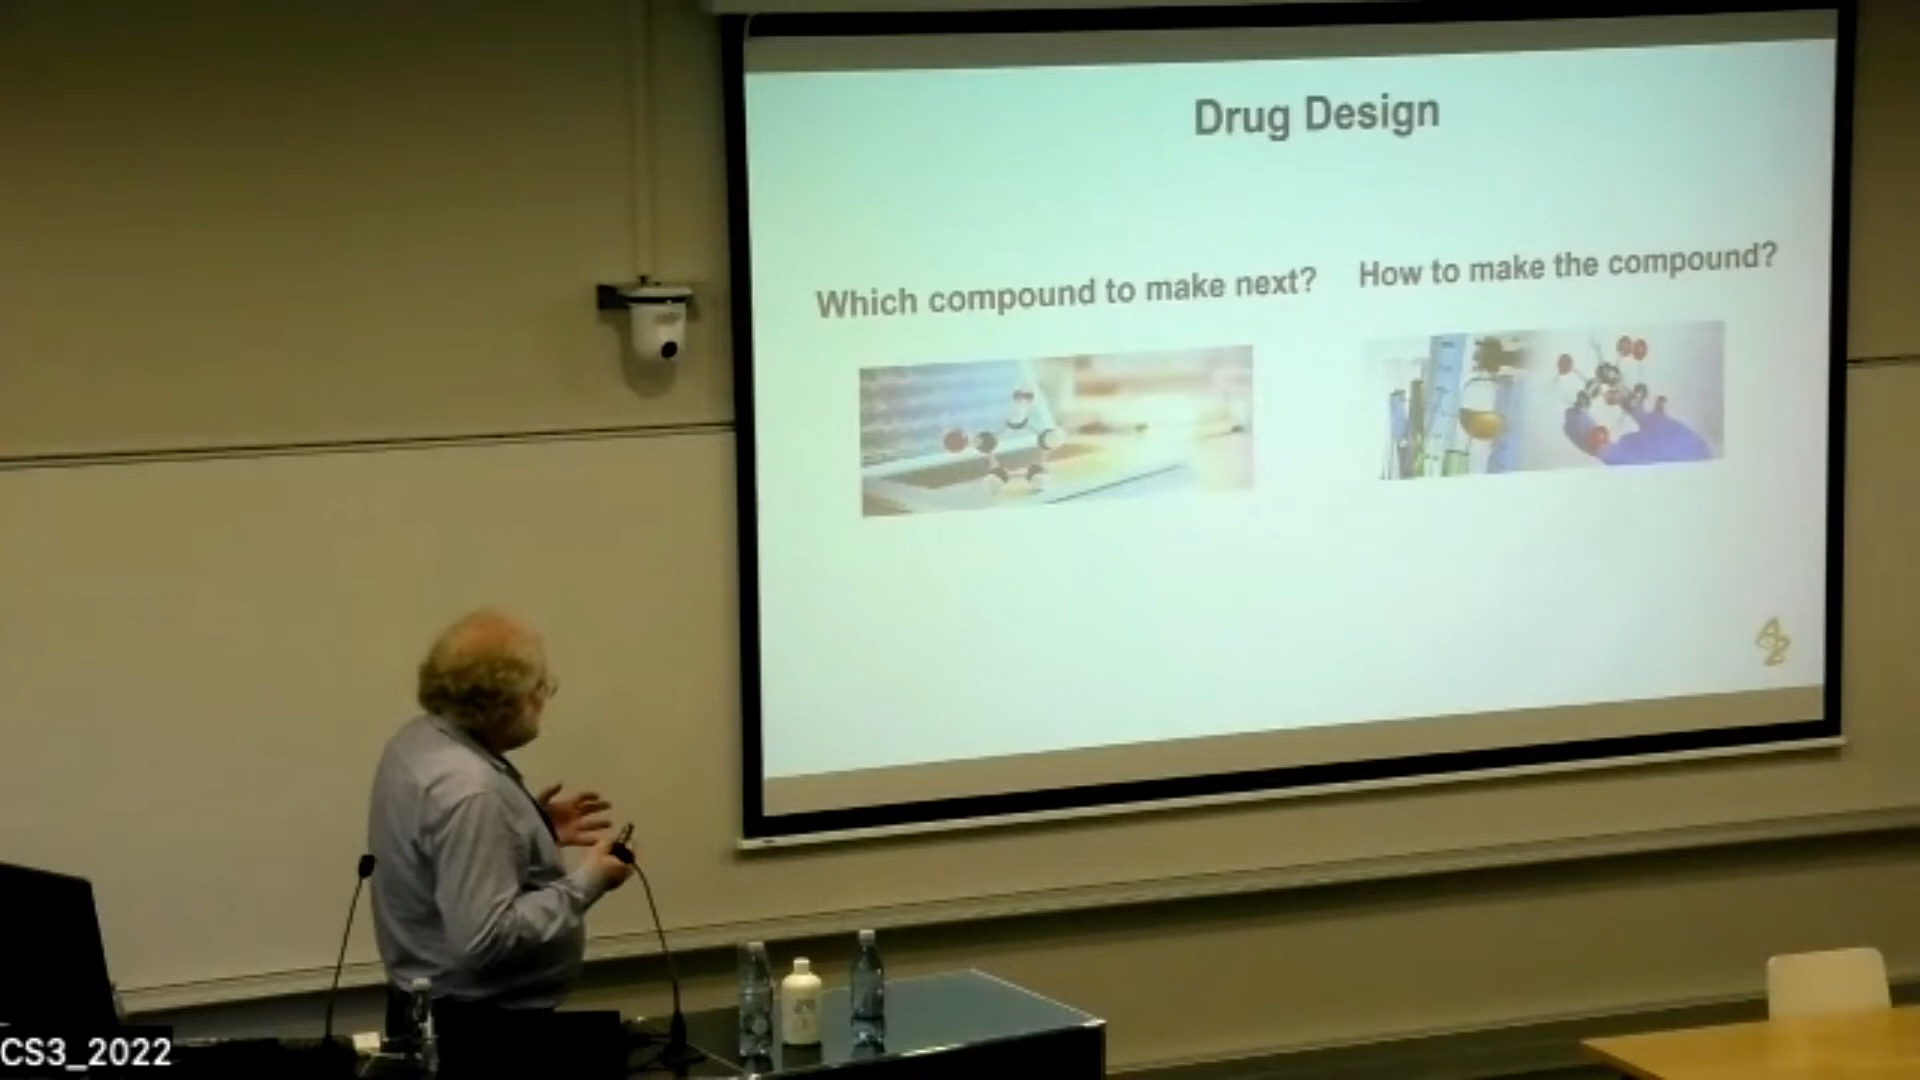 Drug Design
Which compound to make next?
How to make the compound?
CS3_2022